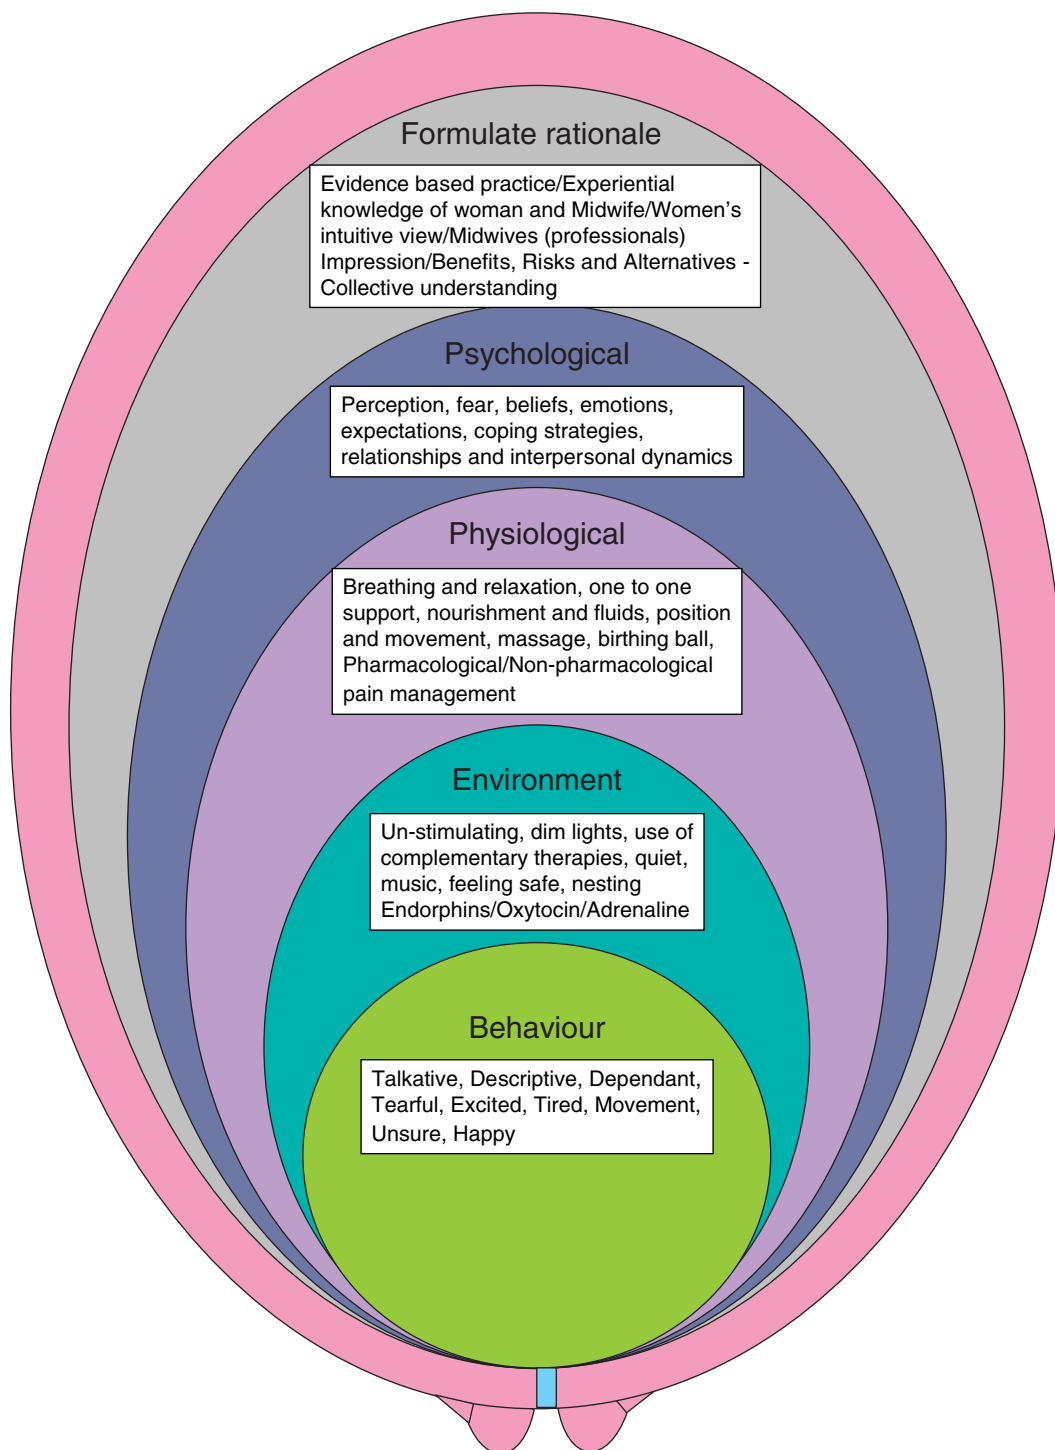 Formulate rationale
Evidence based practice/Experiential
knowledge of woman and Midwife/Women's
intuitive view/Midwives (professionals)
Impression/Benefits, Risks and Alternatives -
Collective understanding
Psychological
Perception, fear, beliefs, emotions,
expectations, coping strategies,
relationships and interpersonal dynamics
Physiological
Breathing and relaxation, one to one
support, nourishment and fluids, position
and movement, massage, birthing ball,
Pharmacological/Non-pharmacological
pain management
Environment
Un-stimulating, dim lights, use of
complementary therapies, quiet,
music, feeling safe, nesting
Endorphins/Oxytocin/Adrenaline
Behaviour
Talkative, Descriptive, Dependant,
Tearful, Excited, Tired, Movement,
Unsure, Happy